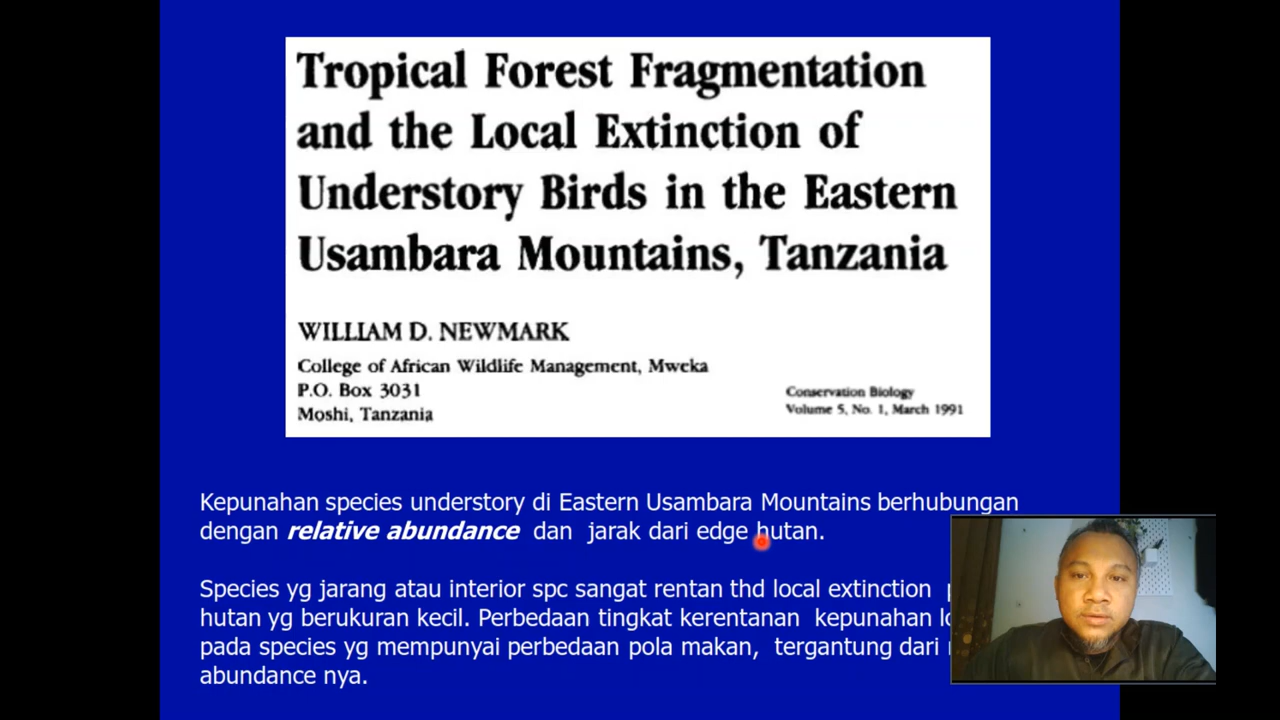 Tropical Forest Fragmentation
and the Local Extinction of
Understory Birds in the Eastern
Usambara Mountains, Tanzania
WILLIAM D. NEWMARK
College of African Wildlife Management, Mweka
P.O. Box 3031
Moshi, Tanzania
Conservation Biology
Volume 5, No. 1, March 1991
Kepunahan species understory di Eastern Usambara Mountains berhubungan
dengan relative abundance dan jarak dari edge hutan.
Species yg jarang atau interior spc sangat rentan thd local extinction
hutan yg berukuran kecil. Perbedaan tingkat kerentanan kepunahan
pada species yg mempunyai perbedaan pola makan, tergantung dari
abundance nya.